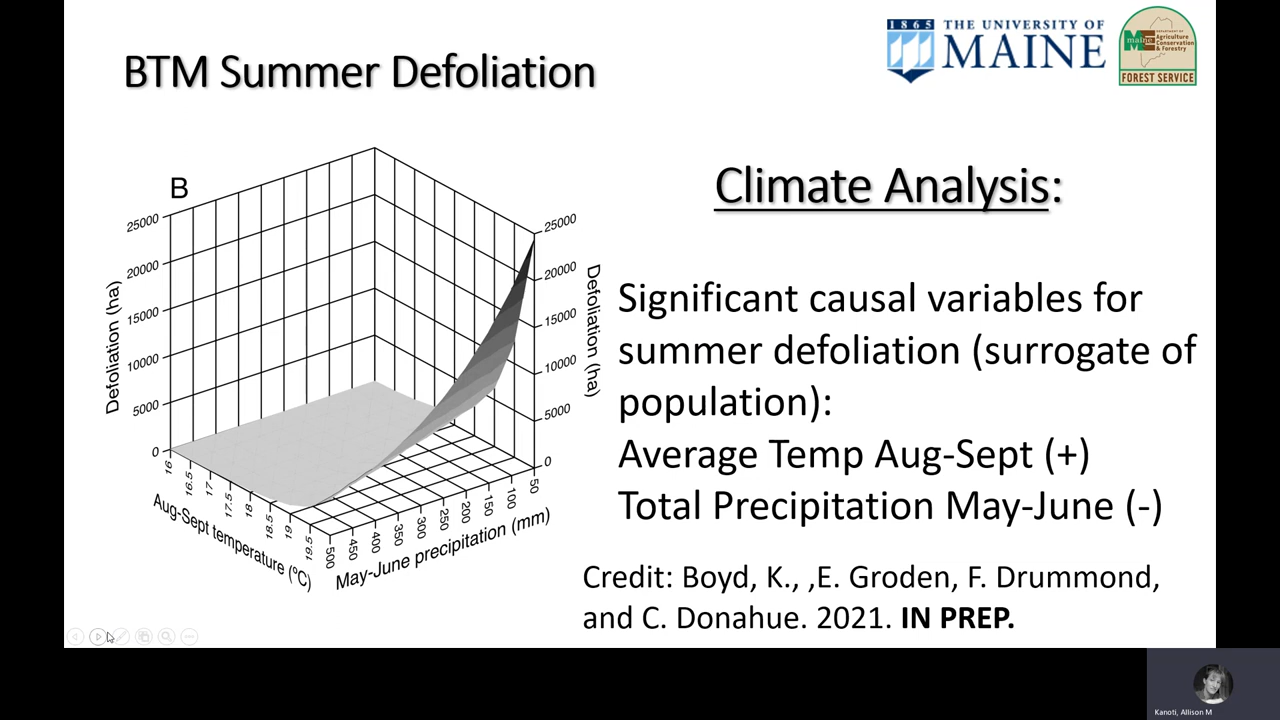 BTM Summer Defoliation
1865
THE UNIVERSITY OF
MAINE
Agriculture
Conservation
& Forestry
FOREST SERVICE
B
Climate Analysis:
Significant causal variables for
summer defoliation (surrogate of
population):
Average Temp Aug-Sept (+)
Total Precipitation May-June (-)
Credit: Boyd, K., ,E. Groden, F. Drummond,
and C. Donahue. 2021. IN PREP.
Defoliation (ha)
25000
20000
15000
10000
5000
0
Defoliation (ha)
25000
20000
15000
10000
5000
0
16
16.5
17
17.5
18
18.5
19
19.5
Aug-Sept temperature (ºC)
500
450
400
350
300
250
200
150
100
50
May-June precipitation (mm)
Kanoti, Allison M